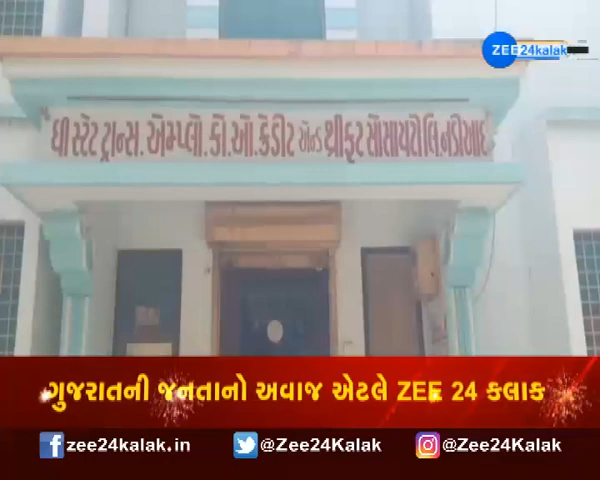 ZEE24kalak
ધી સ્ટેટ ટ્રાન્સ. એમ્પ્લો. કો. ઓ. ક્રેડીટ એન્ડ થ્રીફ્ટ સોસાયટી લિ. નડીઆદ
ગુજરાતની જનતાનો અવાજ એટલે ZEE 24 કલાક
zee24kalak.in
@Zee24Kalak
@Zee24Kalak